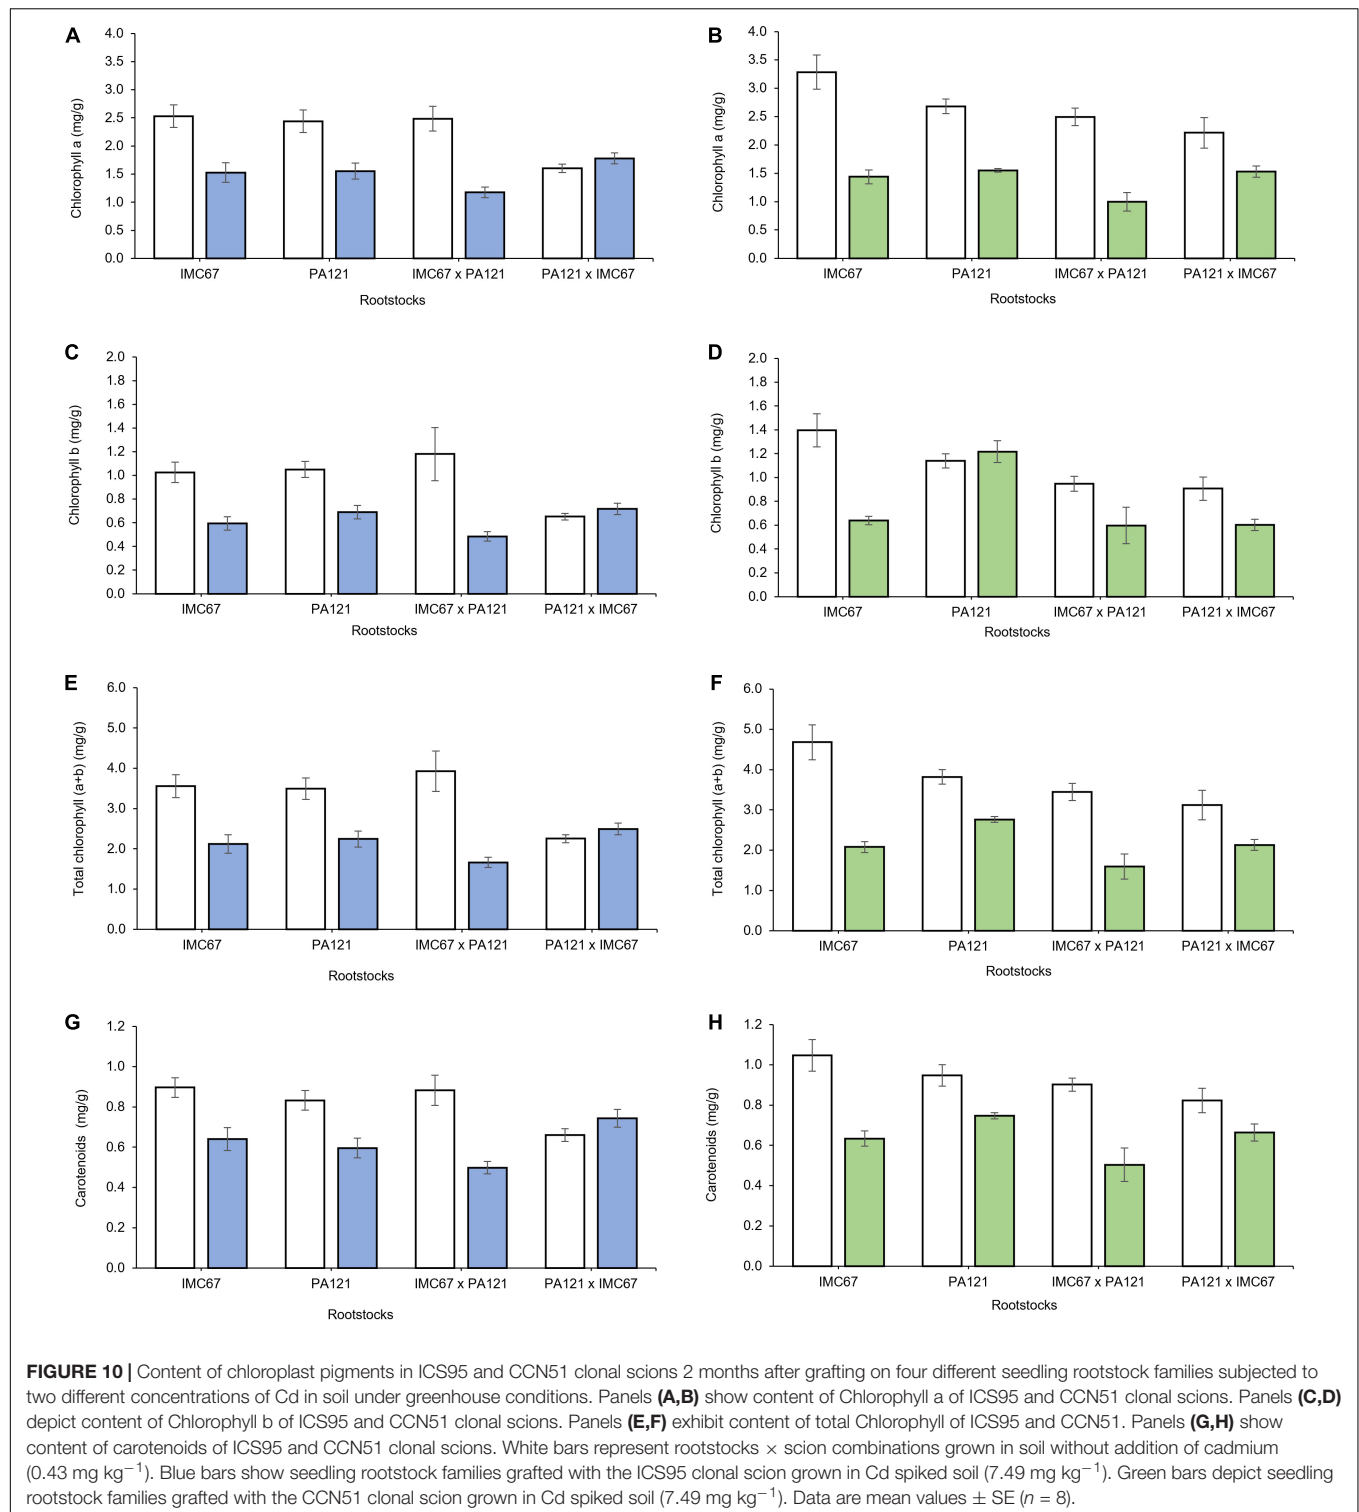 A
4.0
3.5
3.0
2.5
2.0
1.5
1.0
0.5
0.0
Chlorophyll a (mg/g)
IMC67 PA121 IMC67 x PA121 PA121 x IMC67
Rootstocks
B
4.0
3.5
3.0
2.5
2.0
1.5
1.0
0.5
0.0
Chlorophyll a (mg/g)
IMC67 PA121 IMC67 x PA121 PA121 x IMC67
Rootstocks
C
2.0
1.8
1.6
1.4
1.2
1.0
0.8
0.6
0.4
0.2
0.0
Chlorophyll b (mg/g)
IMC67 PA121 IMC67 x PA121 PA121 x IMC67
Rootstocks
D
2.0
1.8
1.6
1.4
1.2
1.0
0.8
0.6
0.4
0.2
0.0
Chlorophyll b (mg/g)
IMC67 PA121 IMC67 x PA121 PA121 x IMC67
Rootstocks
E
6.0
5.0
4.0
3.0
2.0
1.0
0.0
Total chlorophyll (a+b) (mg/g)
IMC67 PA121 IMC67 x PA121 PA121 x IMC67
Rootstocks
F
6.0
5.0
4.0
3.0
2.0
1.0
0.0
Total chlorophyll (a+b) (mg/g)
IMC67 PA121 IMC67 x PA121 PA121 x IMC67
Rootstocks
G
1.2
1.0
0.8
0.6
0.4
0.2
0.0
Carotenoids (mg/g)
IMC67 PA121 IMC67 x PA121 PA121 x IMC67
Rootstocks
H
1.2
1.0
0.8
0.6
0.4
0.2
0.0
Carotenoids (mg/g)
IMC67 PA121 IMC67 x PA121 PA121 x IMC67
Rootstocks
FIGURE 10 | Content of chloroplast pigments in ICS95 and CCN51 clonal scions 2 months after grafting on four different seedling rootstock families subjected to
two different concentrations of Cd in soil under greenhouse conditions. Panels (A,B) show content of Chlorophyll a of ICS95 and CCN51 clonal scions. Panels (C,D)
depict content of Chlorophyll b of ICS95 and CCN51 clonal scions. Panels (E,F) exhibit content of total Chlorophyll of ICS95 and CCN51. Panels (G,H) show
content of carotenoids of ICS95 and CCN51 clonal scions. White bars represent rootstocks × scion combinations grown in soil without addition of cadmium
(0.43 mg kg⁻¹). Blue bars show seedling rootstock families grafted with the ICS95 clonal scion grown in Cd spiked soil (7.49 mg kg⁻¹). Green bars depict seedling
rootstock families grafted with the CCN51 clonal scion grown in Cd spiked soil (7.49 mg kg⁻¹). Data are mean values ± SE (n = 8).